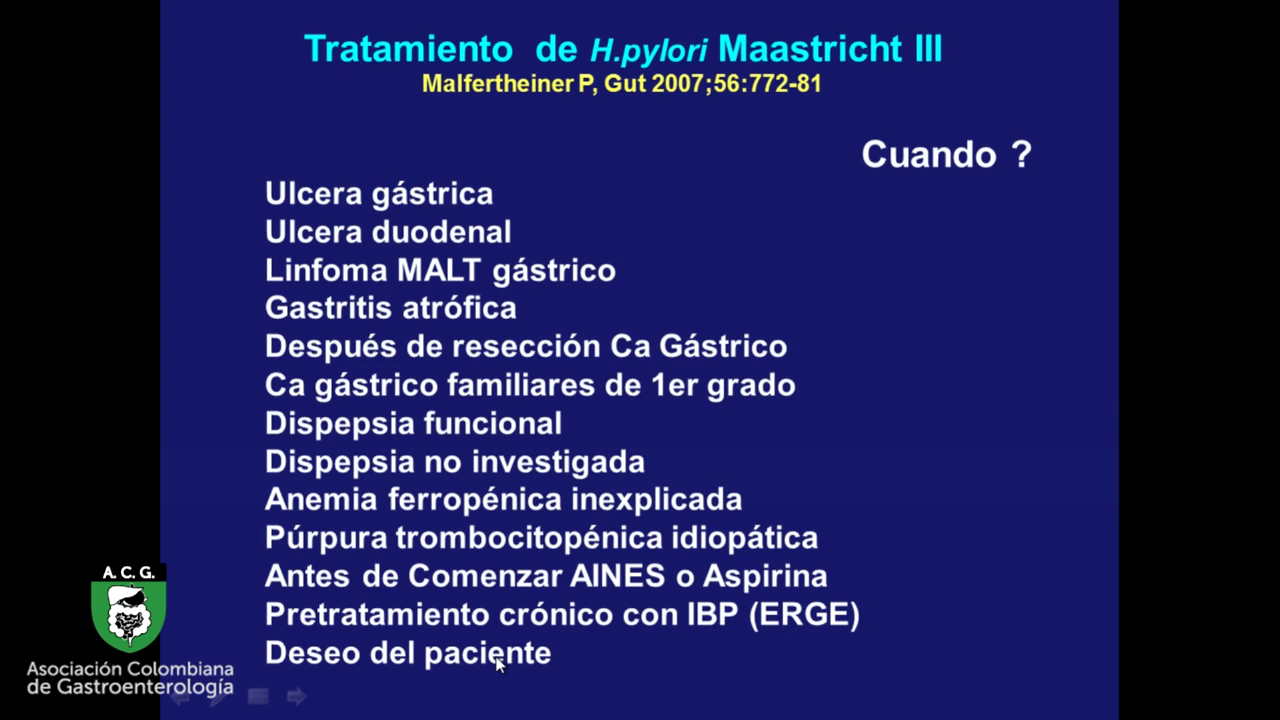 Tratamiento de H.pylori Maastricht III
Malfertheiner P, Gut 2007;56:772-81
Cuando ?
Ulcera gástrica
Ulcera duodenal
Linfoma MALT gástrico
Gastritis atrófica
Después de resección Ca Gástrico
Ca gástrico familiares de 1er grado
Dispepsia funcional
Dispepsia no investigada
Anemia ferropénica inexplicada
Púrpura trombocitopénica idiopática
Antes de Comenzar AINES o Aspirina
Pretratamiento crónico con IBP (ERGE)
Deseo del paciente
A. C. G.
Asociación Colombiana
de Gastroenterología